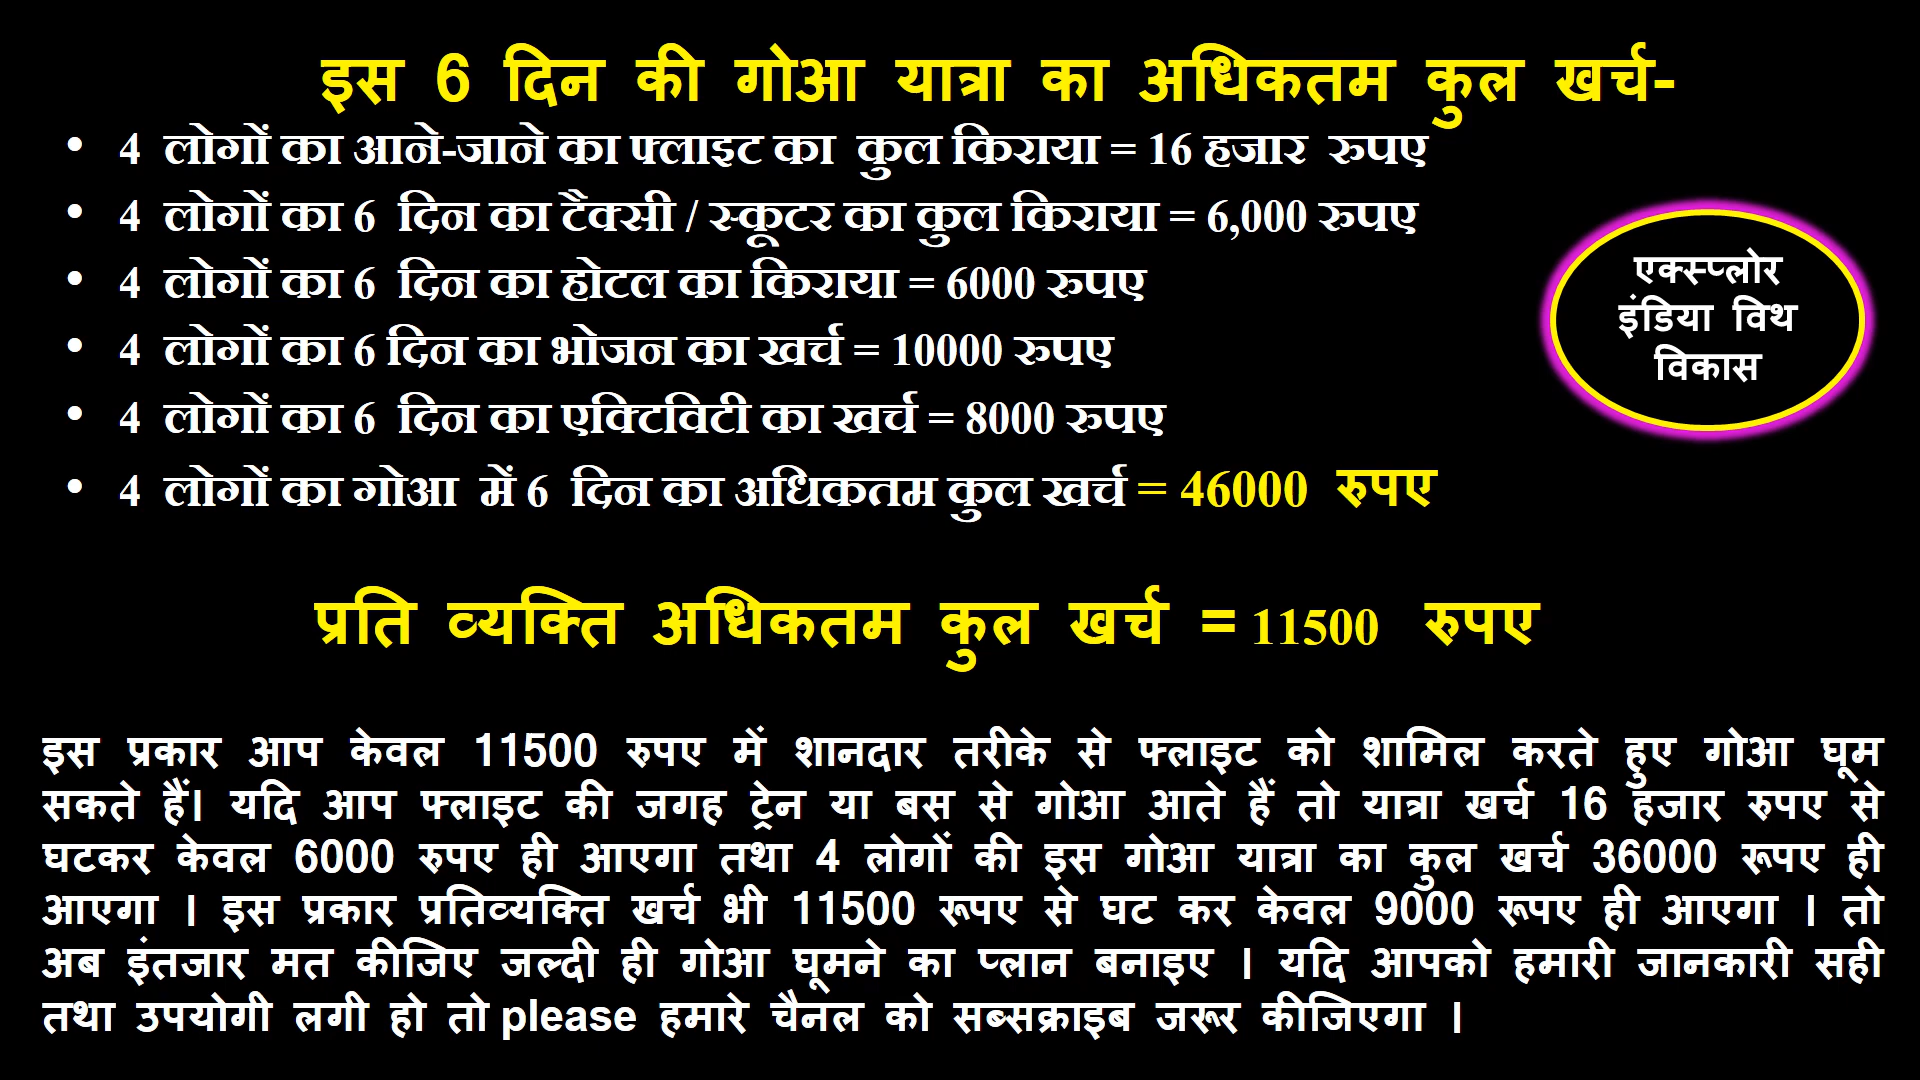 इस 6 दिन की गोआ यात्रा का अधिकतम कुल खर्च-
• 4 लोगों का आने-जाने का फ्लाइट का कुल किराया = 16 हजार रुपए
• 4 लोगों का 6 दिन का टैक्सी / स्कूटर का कुल किराया = 6,000 रुपए
• 4 लोगों का 6 दिन का होटल का किराया = 6000 रुपए
• 4 लोगों का 6 दिन का भोजन का खर्च = 10000 रुपए
• 4 लोगों का 6 दिन का एक्टिविटी का खर्च = 8000 रुपए
• 4 लोगों का गोआ में 6 दिन का अधिकतम कुल खर्च = 46000 रुपए
एक्स्प्लोर
इंडिया विथ
विकास
प्रति व्यक्ति अधिकतम कुल खर्च = 11500 रुपए
इस प्रकार आप केवल 11500 रुपए में शानदार तरीके से फ्लाइट को शामिल करते हुए गोआ घूम
सकते हैं। यदि आप फ्लाइट की जगह ट्रेन या बस से गोआ आते हैं तो यात्रा खर्च 16 हजार रुपए से
घटकर केवल 6000 रुपए ही आएगा तथा 4 लोगों की इस गोआ यात्रा का कुल खर्च 36000 रूपए ही
आएगा । इस प्रकार प्रतिव्यक्ति खर्च भी 11500 रूपए से घट कर केवल 9000 रूपए ही आएगा । तो
अब इंतजार मत कीजिए जल्दी ही गोआ घूमने का प्लान बनाइए । यदि आपको हमारी जानकारी सही
तथा उपयोगी लगी हो तो please हमारे चैनल को सब्सक्राइब जरूर कीजिएगा ।